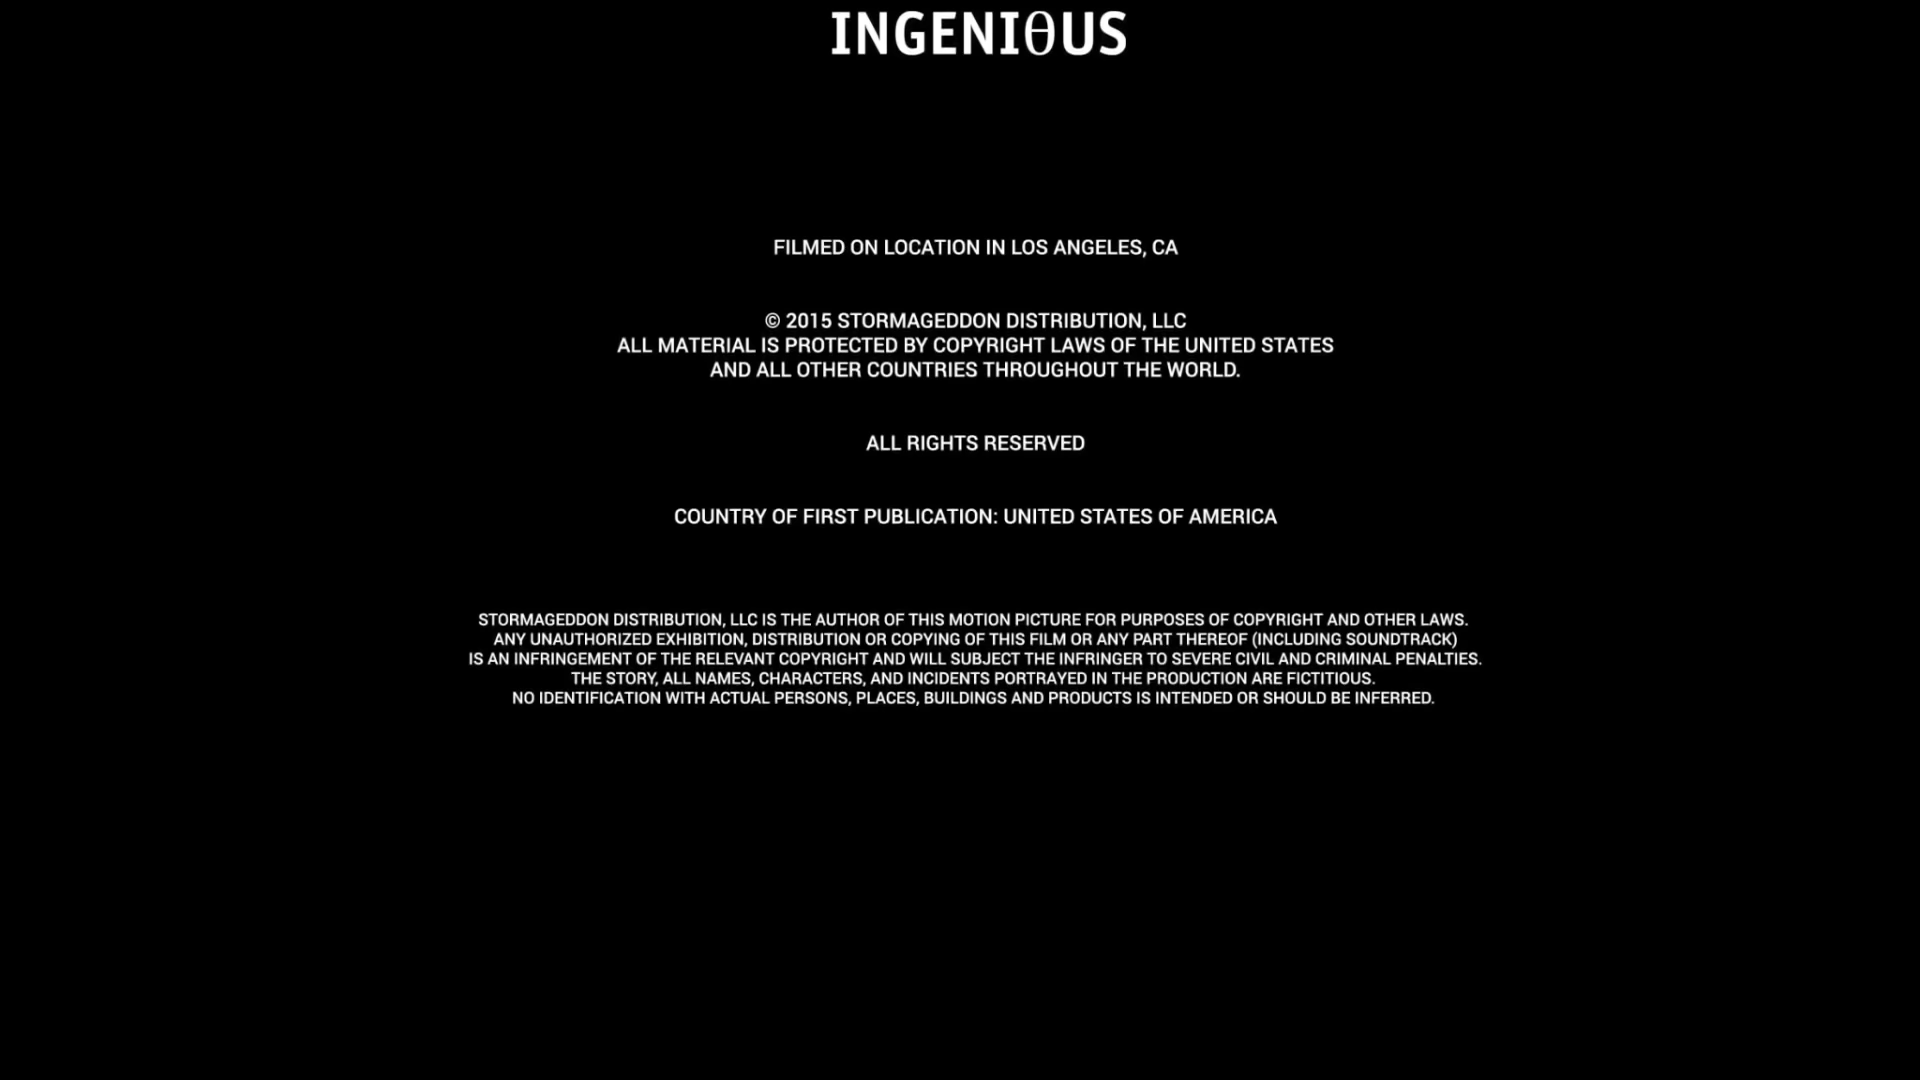 INGENIθUS
FILMED ON LOCATION IN LOS ANGELES, CA
© 2015 STORMAGEDDON DISTRIBUTION, LLC
ALL MATERIAL IS PROTECTED BY COPYRIGHT LAWS OF THE UNITED STATES
AND ALL OTHER COUNTRIES THROUGHOUT THE WORLD.
ALL RIGHTS RESERVED
COUNTRY OF FIRST PUBLICATION: UNITED STATES OF AMERICA
STORMAGEDDON DISTRIBUTION, LLC IS THE AUTHOR OF THIS MOTION PICTURE FOR PURPOSES OF COPYRIGHT AND OTHER LAWS.
ANY UNAUTHORIZED EXHIBITION, DISTRIBUTION OR COPYING OF THIS FILM OR ANY PART THEREOF (INCLUDING SOUNDTRACK)
IS AN INFRINGEMENT OF THE RELEVANT COPYRIGHT AND WILL SUBJECT THE INFRINGER TO SEVERE CIVIL AND CRIMINAL PENALTIES.
THE STORY, ALL NAMES, CHARACTERS, AND INCIDENTS PORTRAYED IN THE PRODUCTION ARE FICTITIOUS.
NO IDENTIFICATION WITH ACTUAL PERSONS, PLACES, BUILDINGS AND PRODUCTS IS INTENDED OR SHOULD BE INFERRED.